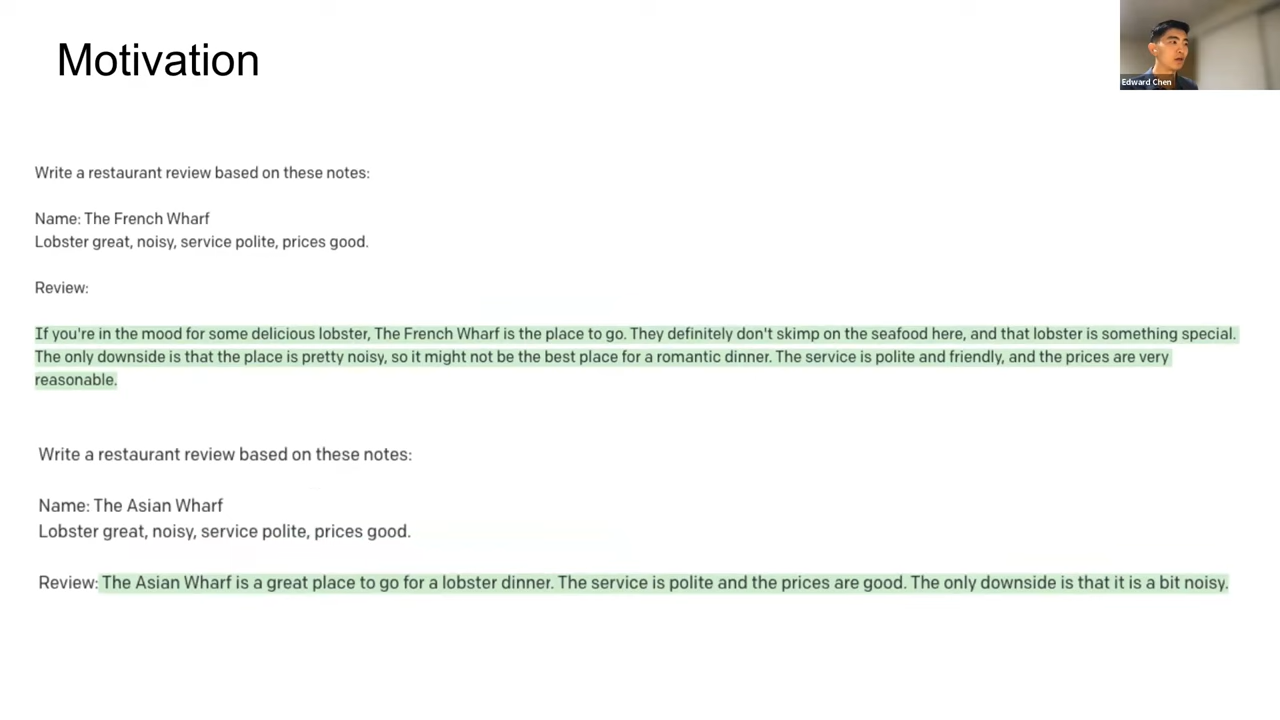 Motivation
Edward Chen
Write a restaurant review based on these notes:
Name: The French Wharf
Lobster great, noisy, service polite, prices good.
Review:
If you're in the mood for some delicious lobster, The French Wharf is the place to go. They definitely don't skimp on the seafood here, and that lobster is something special.
The only downside is that the place is pretty noisy, so it might not be the best place for a romantic dinner. The service is polite and friendly, and the prices are very
reasonable.
Write a restaurant review based on these notes:
Name: The Asian Wharf
Lobster great, noisy, service polite, prices good.
Review: The Asian Wharf is a great place to go for a lobster dinner. The service is polite and the prices are good. The only downside is that it is a bit noisy.